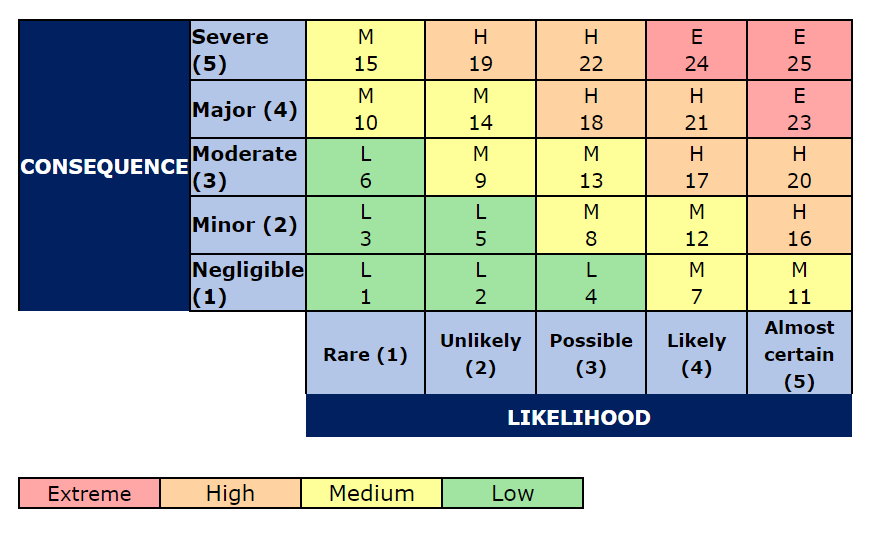 Severe (5) M 15 H 19 H 22 E 24 E 25
Major (4) M 10 M 14 H 18 H 21 E 23
CONSEQUENCE
Moderate (3) L 6 M 9 M 13 H 17 H 20
Minor (2) L 3 L 5 M 8 M 12 H 16
Negligible (1) L 1 L 2 L 4 M 7 M 11
Rare (1) Unlikely (2) Possible (3) Likely (4) Almost certain (5)
LIKELIHOOD
Extreme High Medium Low